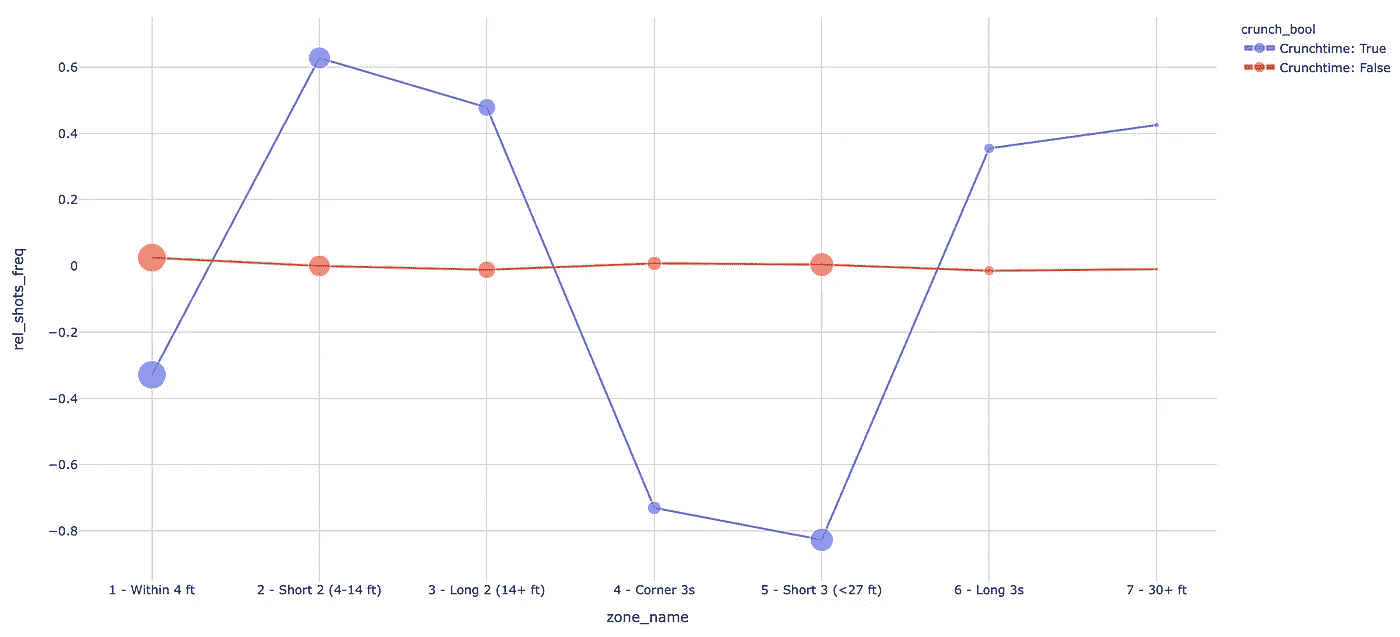 crunch_bool
Crunchtime: True
Crunchtime: False
rel_shots_freq
0.6
0.4
0.2
0
−0.2
−0.4
−0.6
−0.8
1 - Within 4 ft 2 - Short 2 (4-14 ft) 3 - Long 2 (14+ ft) 4 - Corner 3s 5 - Short 3 (<27 ft) 6 - Long 3s 7 - 30+ ft
zone_name